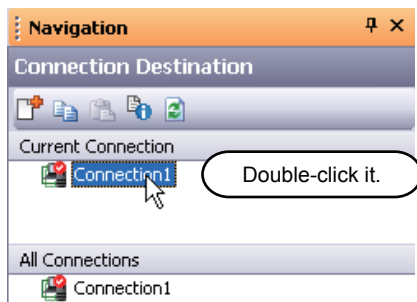 Navigation
Connection Destination
Current Connection
Connection1
Double-click it.
All Connections
Connection1